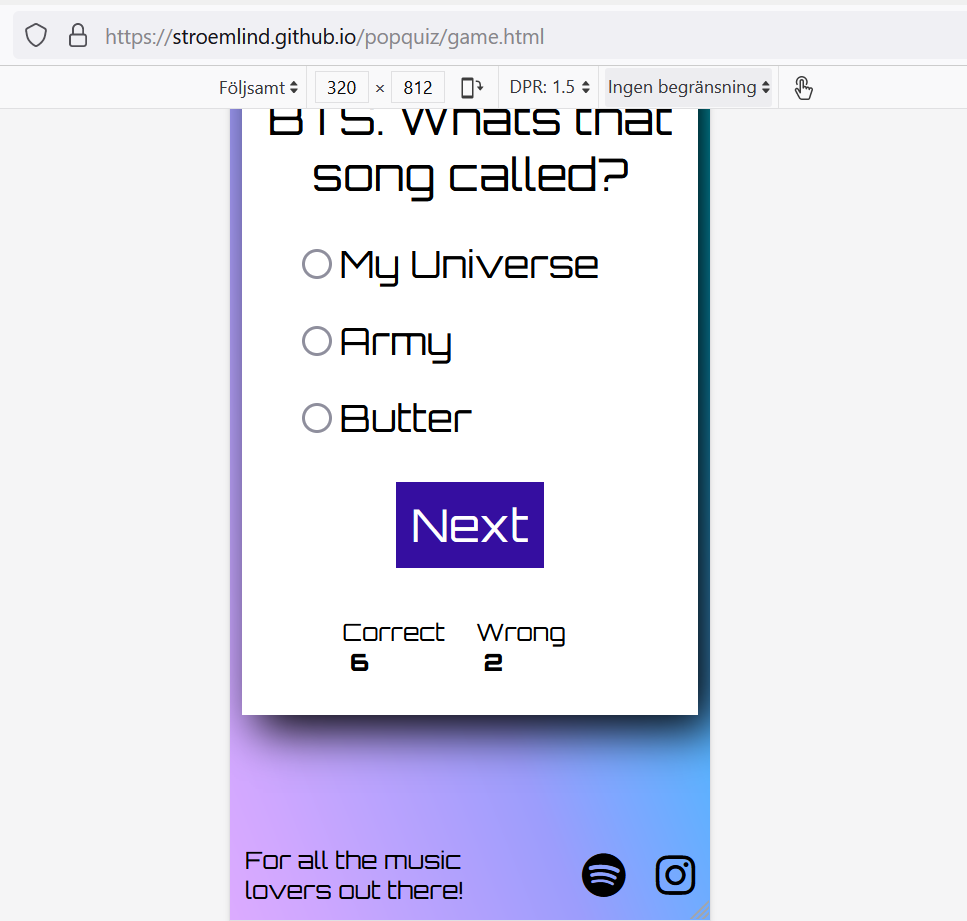 https://stroemlind.github.io/popquiz/game.html
Följsamt 320 × 812 DPR: 1.5 Ingen begränsning
BTS. Whats that
song called?
My Universe
Army
Butter
Next
Correct Wrong
6 2
For all the music
lovers out there!